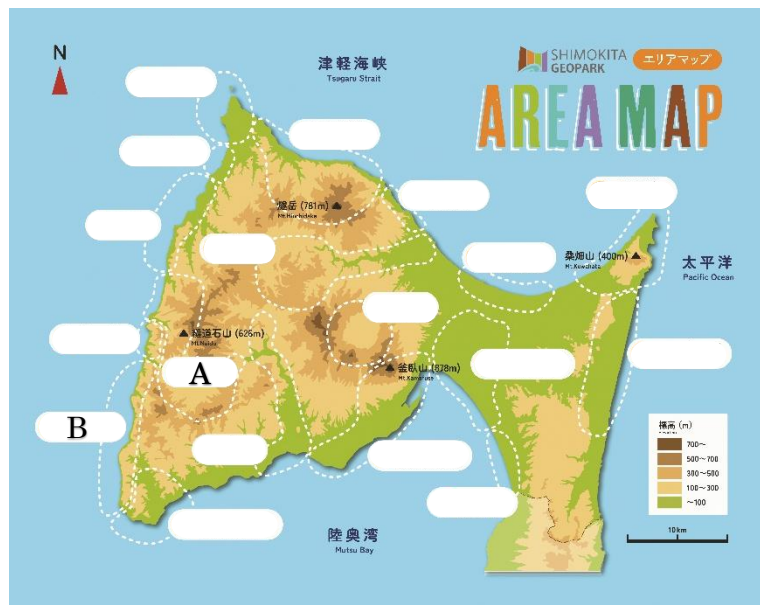 N
津軽海峡
Tsugaru Strait
SHIMOKITA
GEOPARK
エリアマップ
AREA MAP
燧岳 (781m)
Mt.Hiuchidake
桑畑山 (400m)
Mt.Kuwahata
太平洋
Pacific Ocean
縫道石山 (626m)
Mt.Nuido
A
釜臥山 (878m)
Mt.Kamafuse
B
標高 (m)
700～
500～700
300～500
100～300
～100
10km
陸奥湾
Mutsu Bay